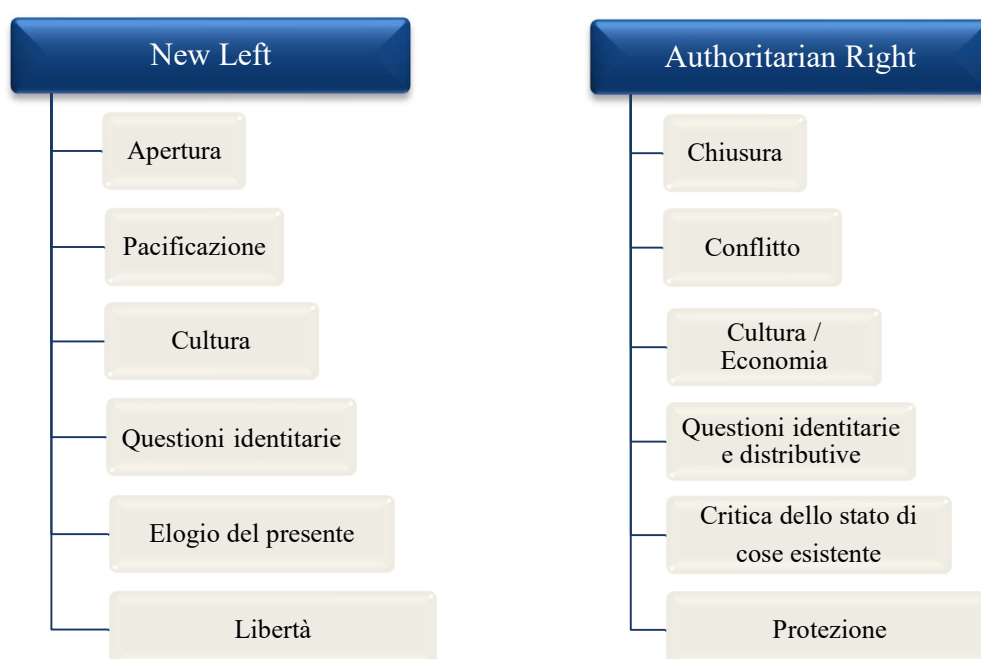 New Left
Apertura
Pacificazione
Cultura
Questioni identitarie
Elogio del presente
Libertà
Authoritarian Right
Chiusura
Conflitto
Cultura /
Economia
Questioni identitarie
e distributive
Critica dello stato di
cose esistente
Protezione